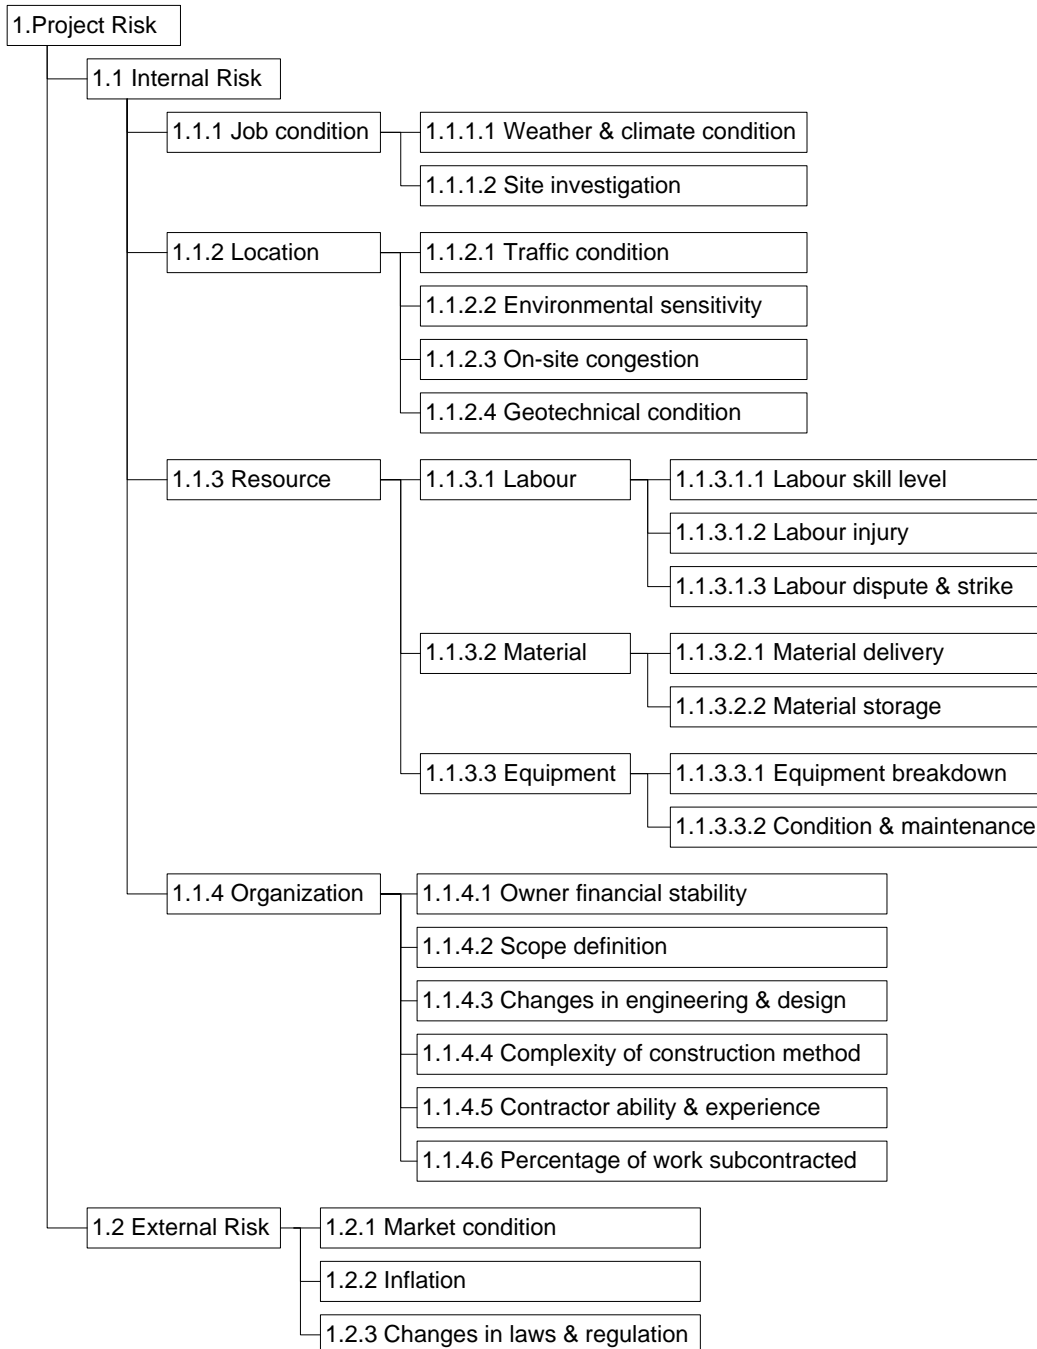 1.Project Risk
1.1 Internal Risk
1.1.1 Job condition
1.1.1.1 Weather & climate condition
1.1.1.2 Site investigation
1.1.2 Location
1.1.2.1 Traffic condition
1.1.2.2 Environmental sensitivity
1.1.2.3 On-site congestion
1.1.2.4 Geotechnical condition
1.1.3 Resource
1.1.3.1 Labour
1.1.3.1.1 Labour skill level
1.1.3.1.2 Labour injury
1.1.3.1.3 Labour dispute & strike
1.1.3.2 Material
1.1.3.2.1 Material delivery
1.1.3.2.2 Material storage
1.1.3.3 Equipment
1.1.3.3.1 Equipment breakdown
1.1.3.3.2 Condition & maintenance
1.1.4 Organization
1.1.4.1 Owner financial stability
1.1.4.2 Scope definition
1.1.4.3 Changes in engineering & design
1.1.4.4 Complexity of construction method
1.1.4.5 Contractor ability & experience
1.1.4.6 Percentage of work subcontracted
1.2 External Risk
1.2.1 Market condition
1.2.2 Inflation
1.2.3 Changes in laws & regulation